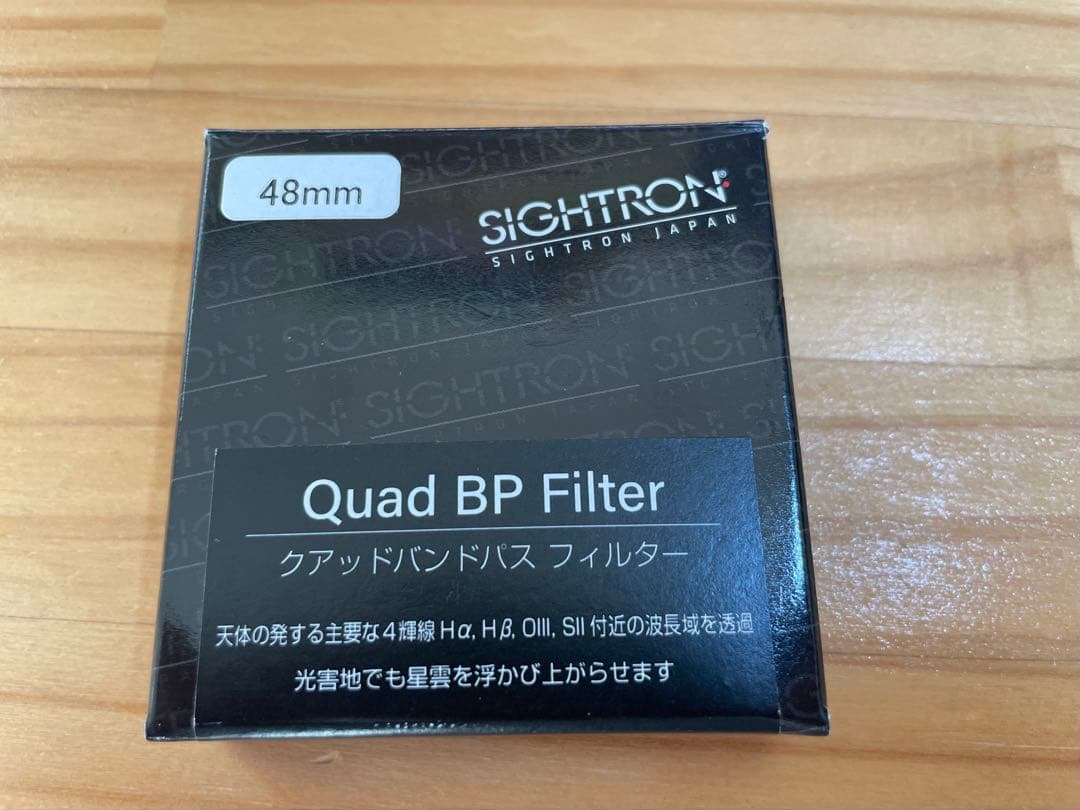 48mm
SIGHTRON®
SIGHTRON JAPAN
Quad BP Filter
クアッドバンドパス フィルター
天体の発する主要な4輝線 Hα, Hβ, OIII, SII 付近の波長域を透過
光害地でも星雲を浮かび上がらせます